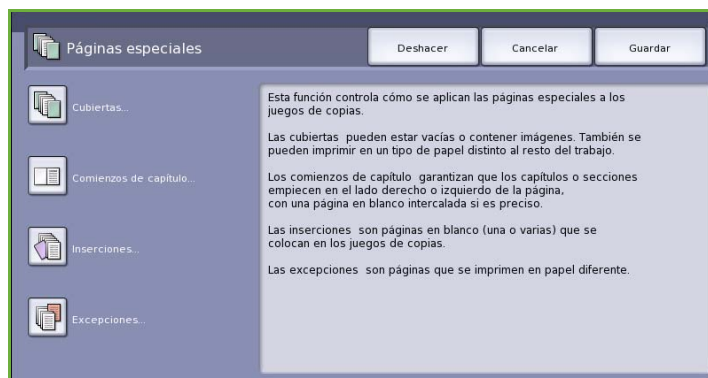 Páginas especiales
Deshacer
Cancelar
Guardar
Cubiertas...
Comienzos de capítulo...
Inserciones...
Excepciones...
Esta función controla cómo se aplican las páginas especiales a los
juegos de copias.
Las cubiertas pueden estar vacías o contener imágenes. También se
pueden imprimir en un tipo de papel distinto al resto del trabajo.
Los comienzos de capítulo garantizan que los capítulos o secciones
empiecen en el lado derecho o izquierdo de la página,
con una página en blanco intercalada si es preciso.
Las inserciones son páginas en blanco (una o varias) que se
colocan en los juegos de copias.
Las excepciones son páginas que se imprimen en papel diferente.